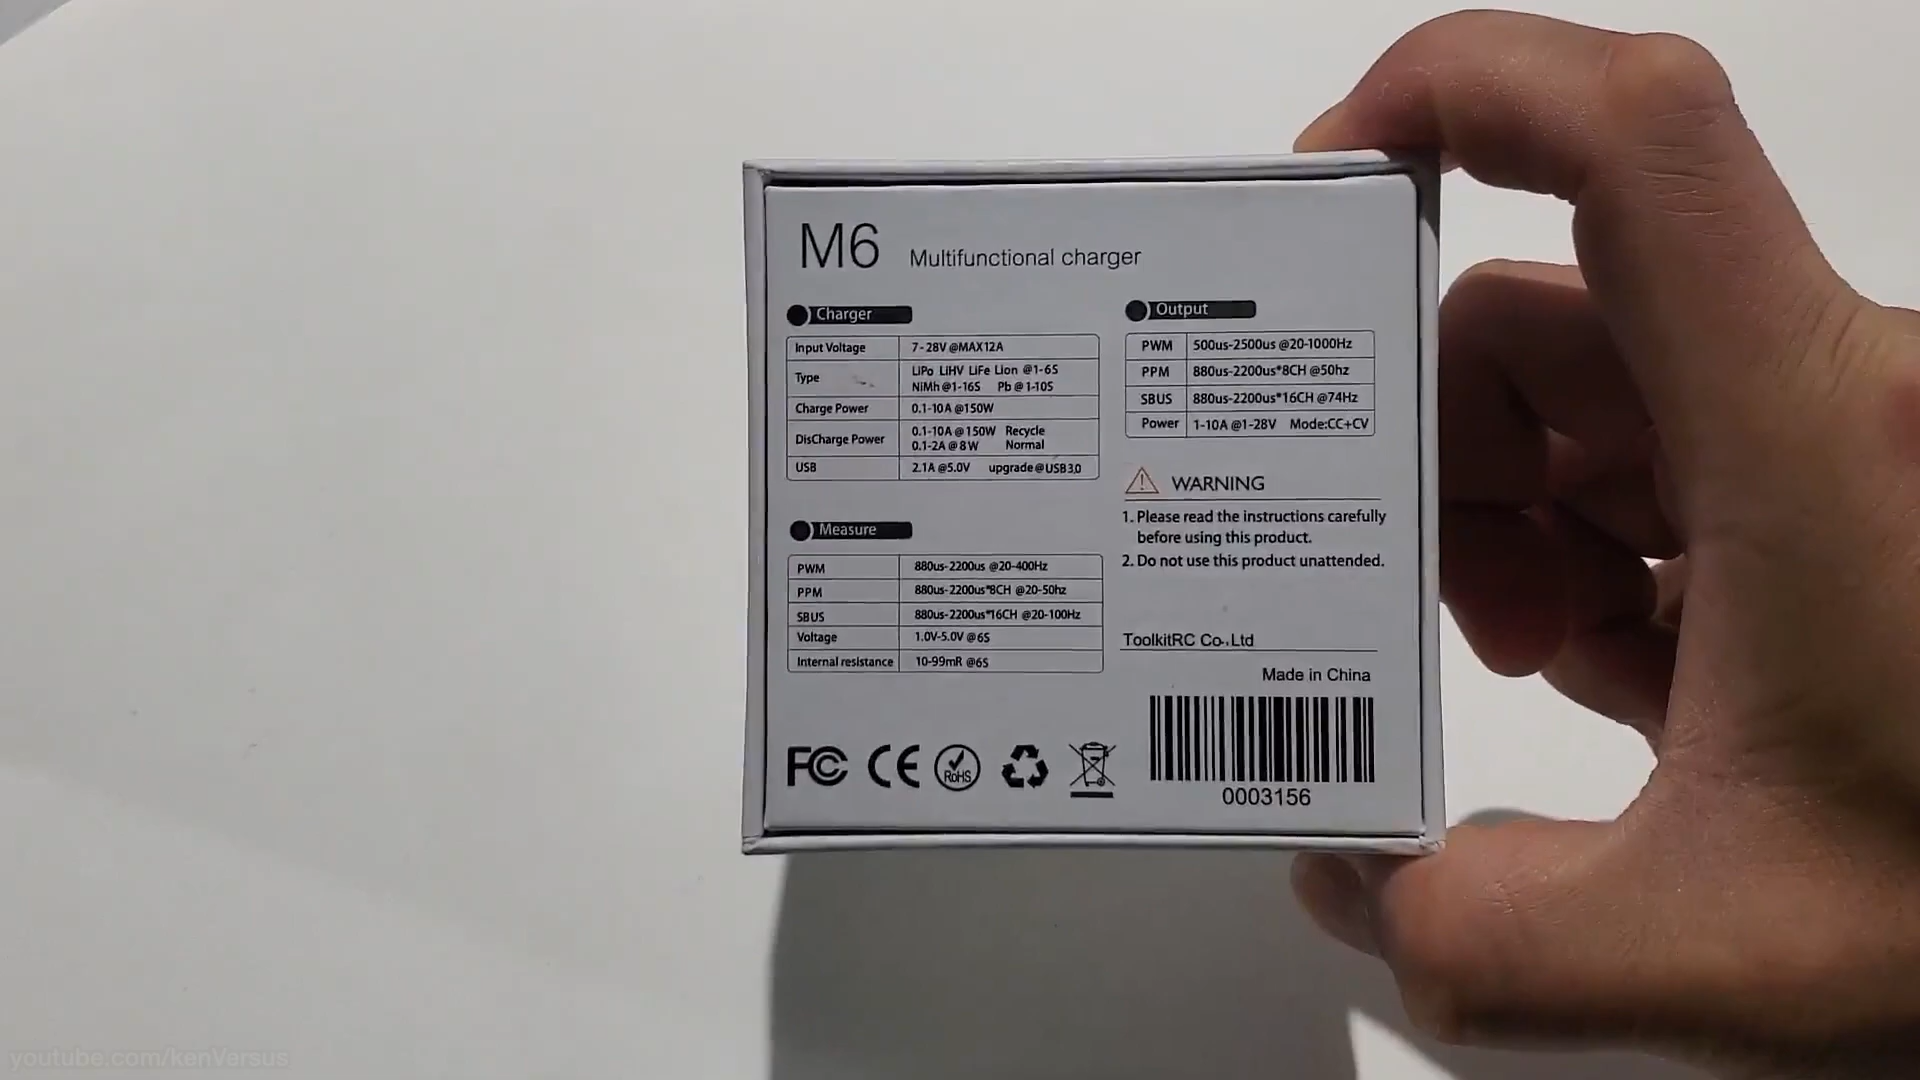 M6 Multifunctional charger
Charger
Input Voltage 7-28V @MAX12A
Type LiPo LiHV LiFe Lion @1-6S
NiMh @1-16S Pb @1-10S
Charge Power 0.1-10A @150W
DisCharge Power 0.1-10A @150W Recycle
0.1-2A @8W Normal
USB 2.1A @5.0V upgrade@USB3.0
Measure
PWM 880us-2200us @20-400Hz
PPM 880us-2200us*8CH @20-50hz
SBUS 880us-2200us*16CH @20-100Hz
Voltage 1.0V-5.0V @6S
Internal resistance 10-99mR @6S
Output
PWM 500us-2500us @20-1000Hz
PPM 880us-2200us*8CH @50hz
SBUS 880us-2200us*16CH @74Hz
Power 1-10A @1-28V Mode:CC+CV
WARNING
1. Please read the instructions carefully
before using this product.
2. Do not use this product unattended.
ToolkitRC Co.,Ltd
Made in China
FC CE RoHS
0003156
youtube.com/kenVersus